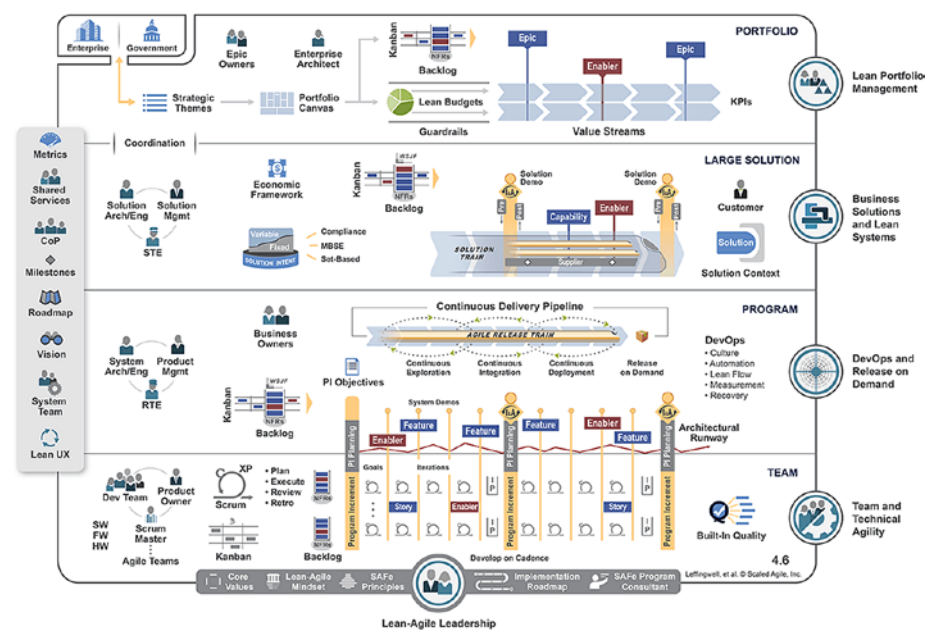 Enterprise
Government
Epic
Owners
Enterprise
Architect
Kanban
NFRs
Backlog
Epic
Enabler
Epic
PORTFOLIO
Strategic
Themes
Portfolio
Canvas
Lean Budgets
Guardrails
Value Streams
KPIs
Lean Portfolio
Management
Coordination
Metrics
Shared
Services
CoP
Milestones
Roadmap
Vision
System
Team
Lean UX
LARGE SOLUTION
Solution
Arch/Eng
Solution
Mgmt
STE
Economic
Framework
Variable
Fixed
SOLUTION INTENT
Compliance
MBSE
Set-Based
Kanban
WSJF
NFRs
Backlog
Solution
Demo
I&A
Pre
Post
Capability
Enabler
SOLUTION
TRAIN
Supplier
Solution
Demo
I&A
Pre
Post
Customer
Solution
Solution Context
Business
Solutions
and Lean
Systems
PROGRAM
System
Arch/Eng
Product
Mgmt
RTE
Business
Owners
Continuous Delivery Pipeline
AGILE RELEASE TRAIN
Continuous
Exploration
Continuous
Integration
Continuous
Deployment
Release
on Demand
DevOps
• Culture
• Automation
• Lean Flow
• Measurement
• Recovery
DevOps and
Release on
Demand
Kanban
WSJF
NFRs
Backlog
PI Objectives
System Demos
PI Planning
Enabler
Feature
Feature
I&A
PI Planning
Feature
Enabler
Feature
I&A
PI Planning
Architectural
Runway
TEAM
Dev Team
Product
Owner
Scrum
Master
SW
FW
HW
Agile Teams
XP
Scrum
• Plan
• Execute
• Review
• Retro
NFRs
3
Kanban
NFRs
Backlog
Program Increment
Goals
Iterations
Story
Enabler
I P
I P
Program Increment
Story
I P
I P
Program Increment
Develop on Cadence
Built-In Quality
Team and
Technical
Agility
4.6
Leffingwell, et al. © Scaled Agile, Inc.
Core
Values
Lean-Agile
Mindset
SAFe
Principles
Implementation
Roadmap
SAFe Program
Consultant
Lean-Agile Leadership